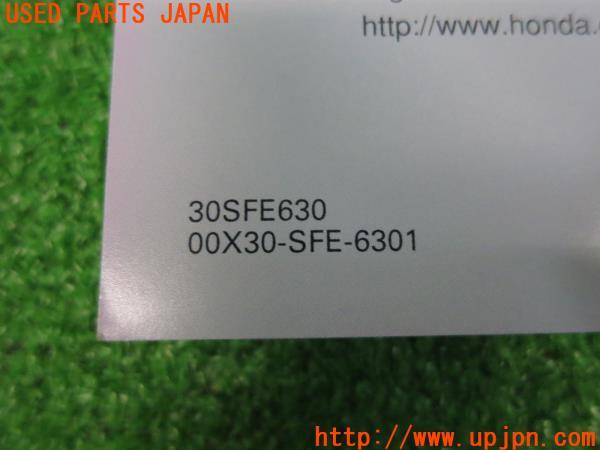 USED PARTS JAPAN
http://www.honda.
30SFE630
00X30-SFE-6301
http://www.upjpn.com